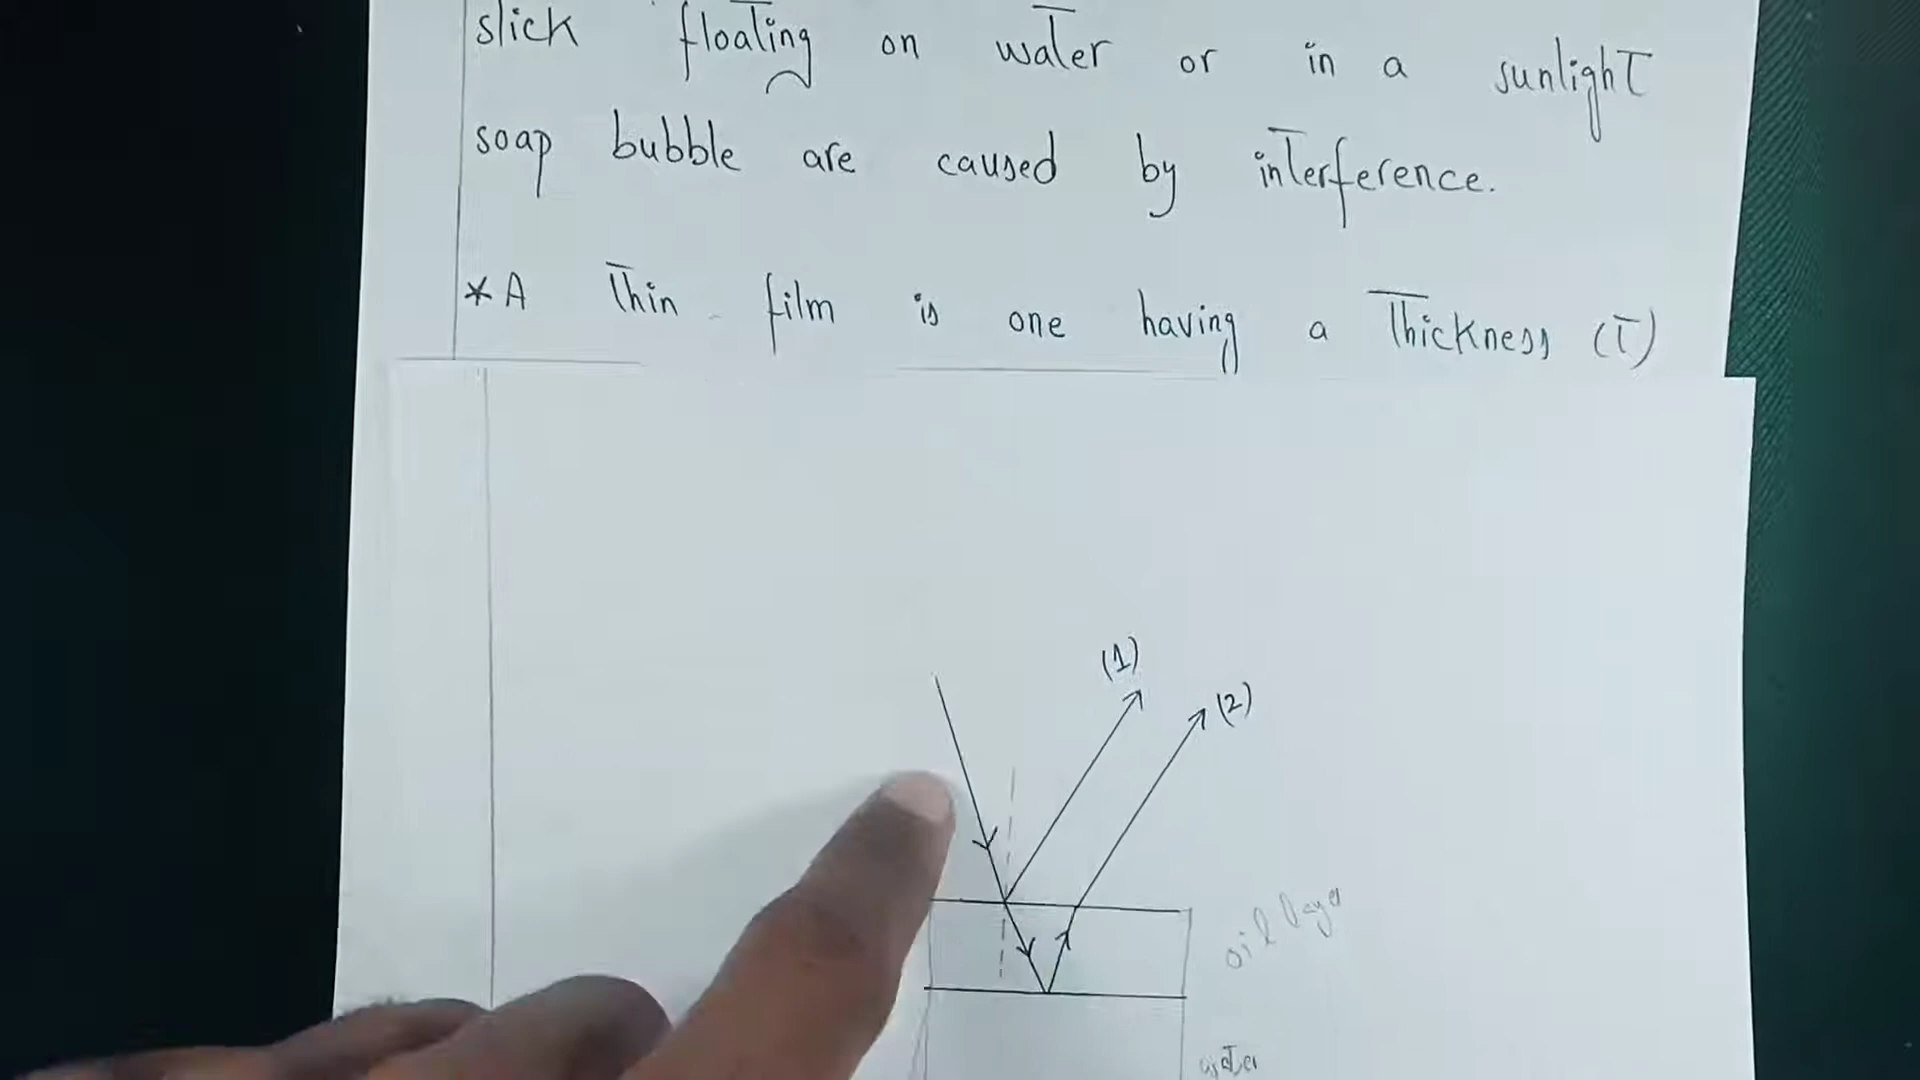 slick floating on water or in a sunlight
soap bubble are caused by interference.
* A Thin film is one having a Thickness (T)
(1)
(2)
oil layer
water